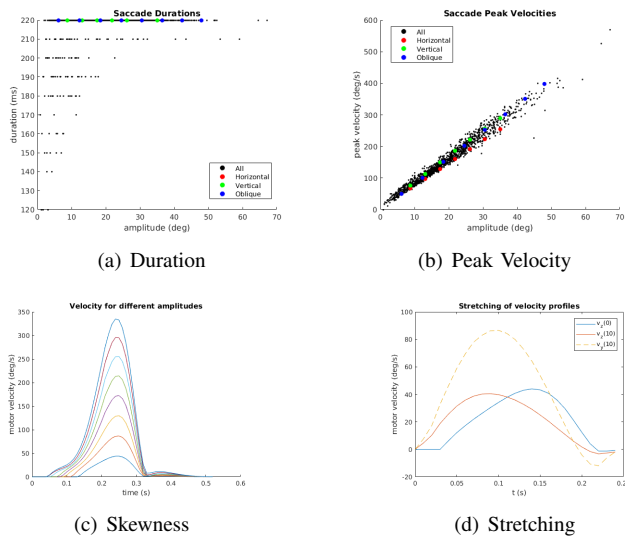 Saccade Durations
220
210
200
190
180
170
160
150
140
130
120
duration (ms)
0 10 20 30 40 50 60 70
amplitude (deg)
All
Horizontal
Vertical
Oblique
(a) Duration
Saccade Peak Velocities
600
500
400
300
200
100
0
peak velocity (deg/s)
0 10 20 30 40 50 60 70
amplitude (deg)
All
Horizontal
Vertical
Oblique
(b) Peak Velocity
Velocity for different amplitudes
350
300
250
200
150
100
50
0
motor velocity (deg/s)
0 0.1 0.2 0.3 0.4 0.5 0.6
time (s)
(c) Skewness
Stretching of velocity profiles
100
80
60
40
20
0
-20
motor velocity (deg/s)
0 0.05 0.1 0.15 0.2 0.25
t (s)
(10)
(d) Stretching